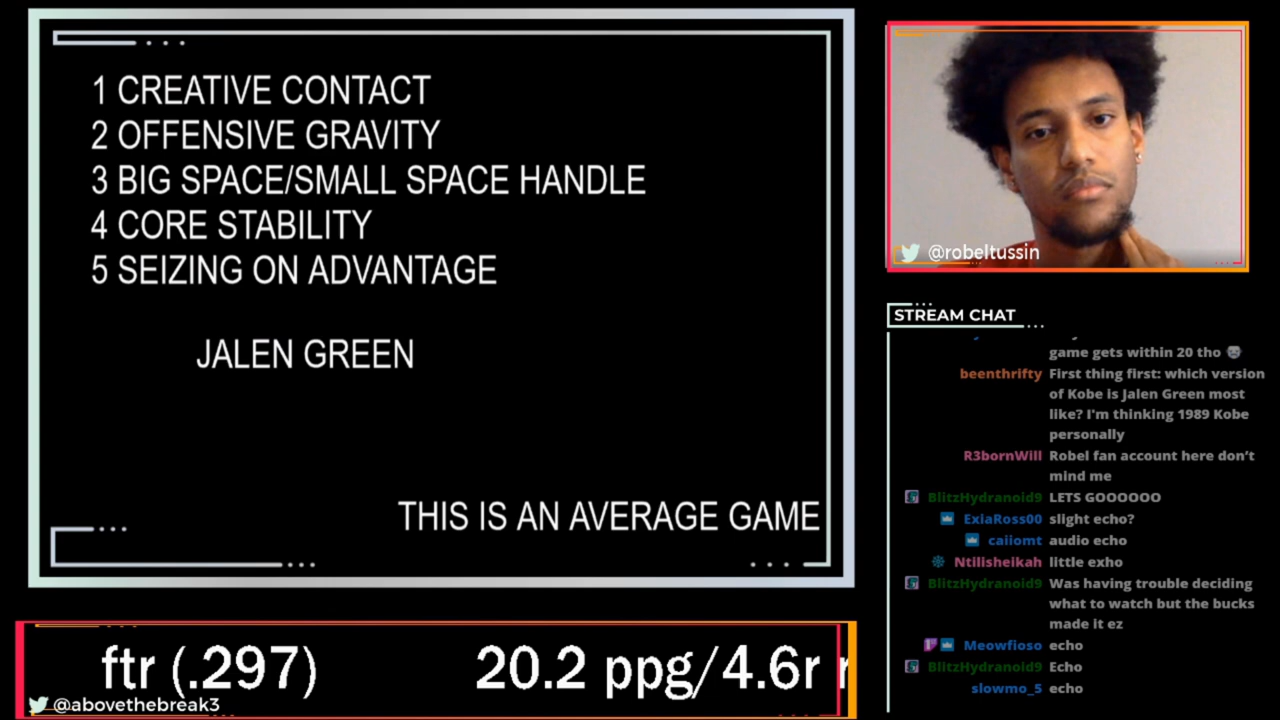 1 CREATIVE CONTACT
2 OFFENSIVE GRAVITY
3 BIG SPACE/SMALL SPACE HANDLE
4 CORE STABILITY
5 SEIZING ON ADVANTAGE
JALEN GREEN
THIS IS AN AVERAGE GAME
ftr (.297) 20.2 ppg/4.6r
@abovethebreak3
@robeltussin
STREAM CHAT
game gets within 20 tho
beenthrifty First thing first: which version
of Kobe is Jalen Green most
like? I'm thinking 1989 Kobe
personally
R3bornWill Robel fan account here don't
mind me
BlitzHydranoid9 LETS GOOOOOO
ExiaRoss00 slight echo?
caiiomt audio echo
Ntilisheikah little exho
BlitzHydranoid9 Was having trouble deciding
what to watch but the bucks
made it ez
Meowfioso echo
BlitzHydranoid9 Echo
slowmo_5 echo